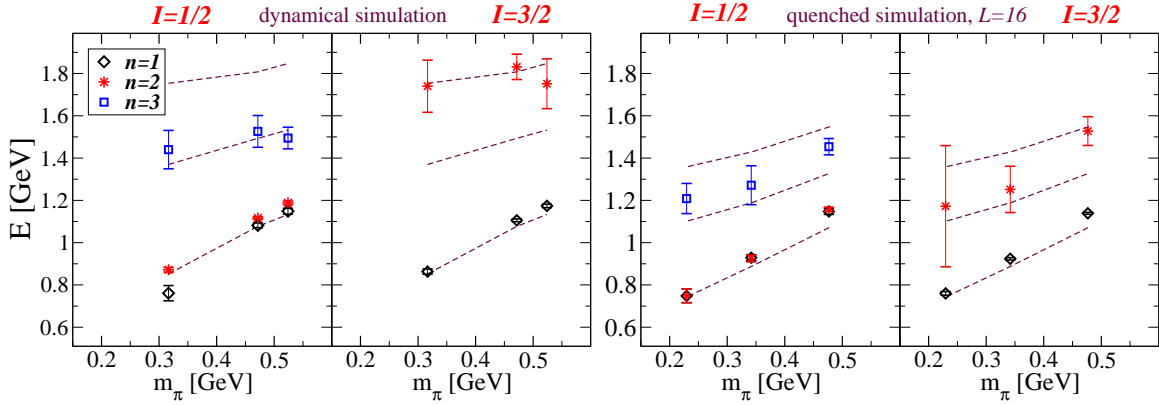 I=1/2 dynamical simulation I=3/2 I=1/2 quenched simulation, L=16 I=3/2
n=1
n=2
n=3
E [GeV]
1.8
1.6
1.4
1.2
1
0.8
0.6
1.8
1.6
1.4
1.2
1
0.8
0.6
0.2 0.3 0.4 0.5 0.2 0.3 0.4 0.5 0.2 0.3 0.4 0.5 0.2 0.3 0.4 0.5
mπ [GeV] mπ [GeV] mπ [GeV] mπ [GeV]